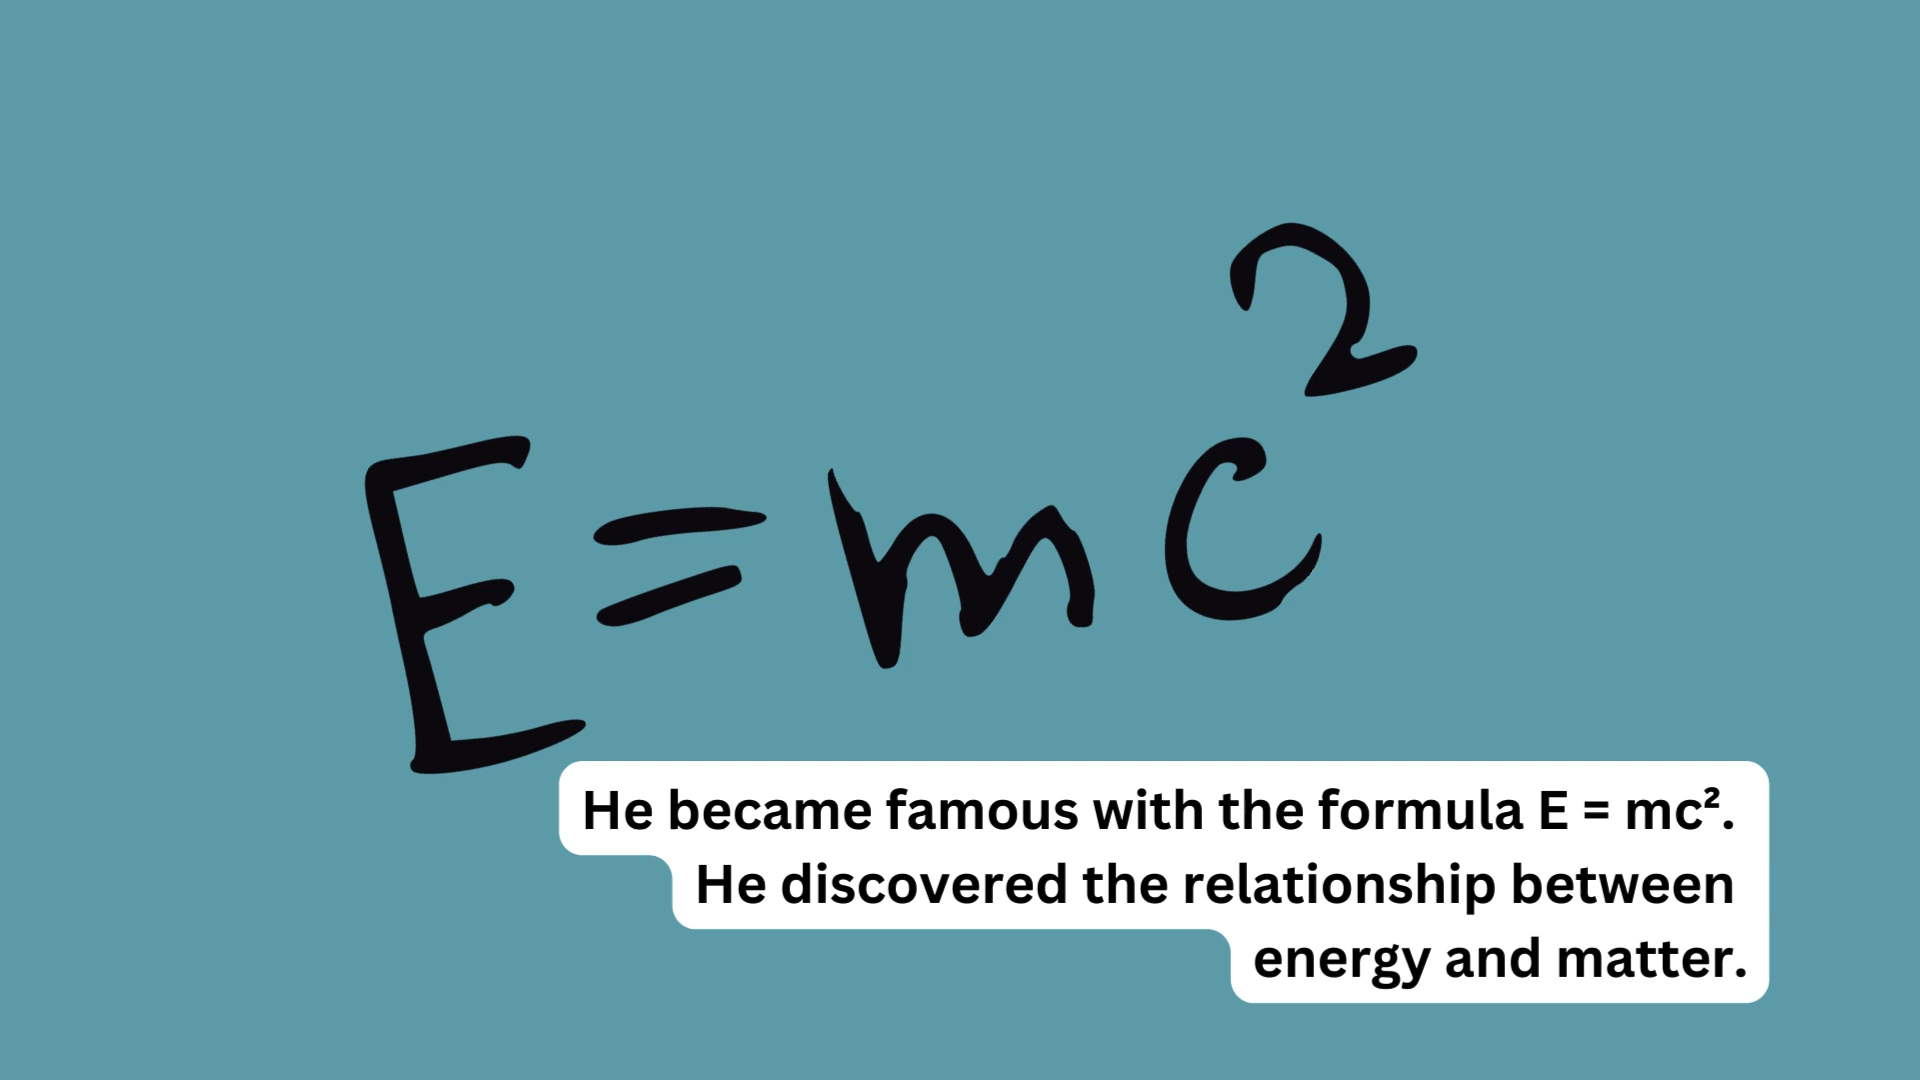 E=mc²
He became famous with the formula E = mc².
He discovered the relationship between
energy and matter.